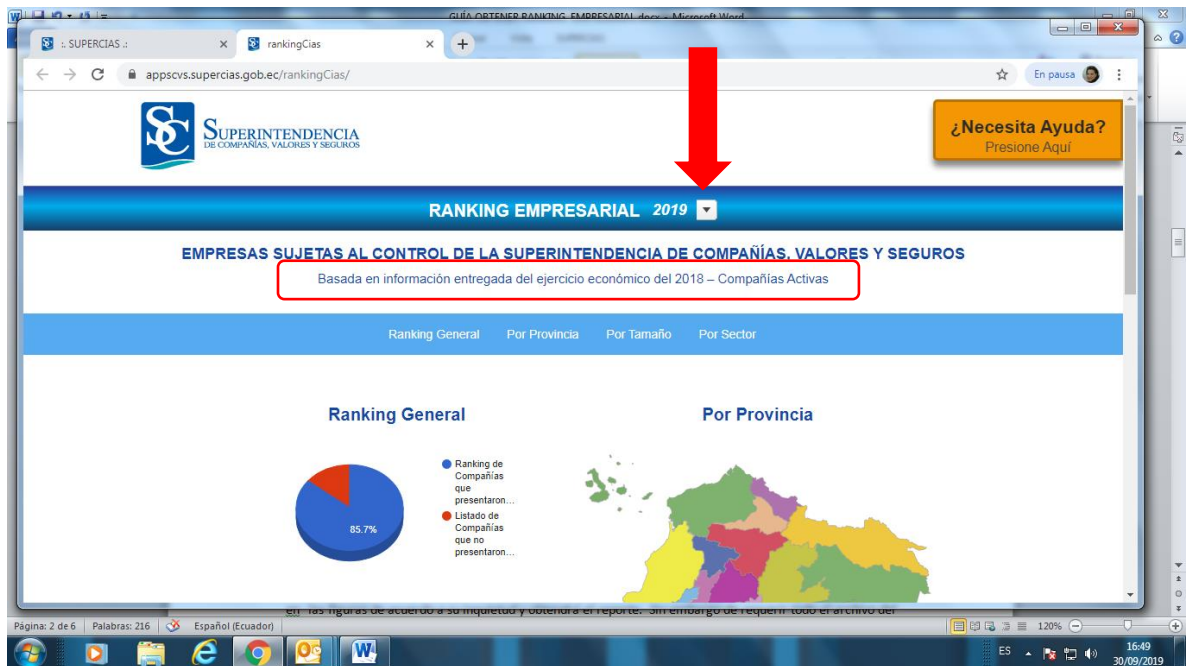 GUÍA OBTENER RANKING EMPRESARIAL.docx - Microsoft Word
:. SUPERCIAS .:
rankingCias
appscvs.supercias.gob.ec/rankingCias/
En pausa
SC
SUPERINTENDENCIA
DE COMPAÑÍAS, VALORES Y SEGUROS
¿Necesita Ayuda?
Presione Aquí
RANKING EMPRESARIAL 2019
EMPRESAS SUJETAS AL CONTROL DE LA SUPERINTENDENCIA DE COMPAÑÍAS, VALORES Y SEGUROS
Basada en información entregada del ejercicio económico del 2018 – Compañías Activas
Ranking General Por Provincia Por Tamaño Por Sector
Ranking General
85.7%
Ranking de
Compañías
que
presentaron...
Listado de
Compañías
que no
presentaron...
Por Provincia
en las figuras de acuerdo a su inquietud y obtendrá el reporte. Sin embargo de requerir todo el archivo del
Página: 2 de 6 Palabras: 216 Español (Ecuador) 120%
ES 16:49
30/09/2019